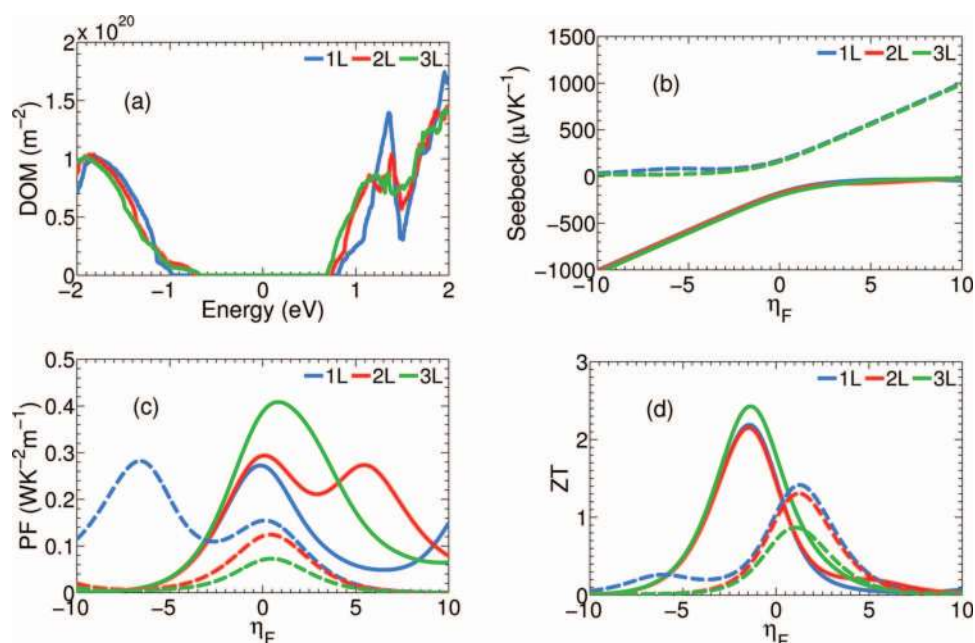 × 10^20
2
1L 2L 3L
(a)
1.5
1
0.5
0
DOM (m⁻²)
−2 −1 0 1 2
Energy (eV)
1500
1L 2L 3L
(b)
1000
500
0
−500
−1000
Seebeck (μVK⁻¹)
−10 −5 0 5 10
η_F
0.5
1L 2L 3L
(c)
0.4
0.3
0.2
0.1
0
PF (WK⁻²m⁻¹)
−10 −5 0 5 10
η_F
3
1L 2L 3L
(d)
2
1
0
ZT
−10 −5 0 5 10
η_F